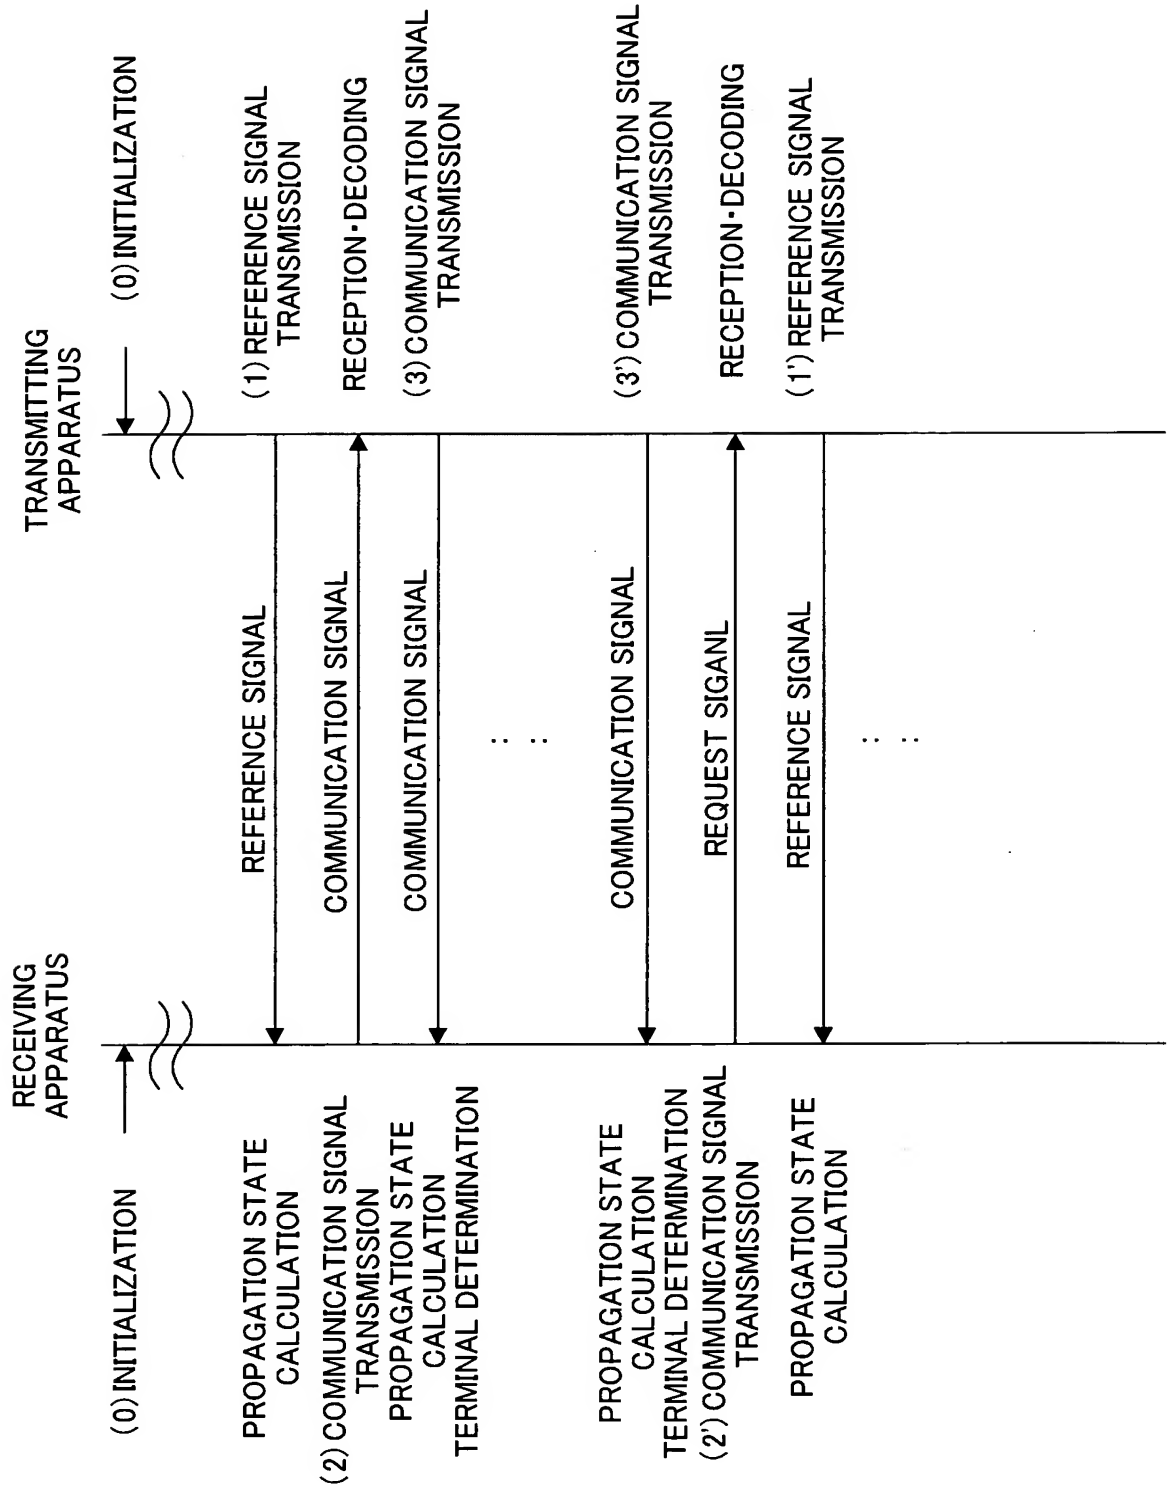 RECEIVING
APPARATUS
TRANSMITTING
APPARATUS
(0)INITIALIZATION
(0)INITIALIZATION
PROPAGATION STATE
CALCULATION
REFERENCE SIGNAL
(1)REFERENCE SIGNAL
TRANSMISSION
(2)COMMUNICATION SIGNAL
TRANSMISSION
COMMUNICATION SIGNAL
RECEPTION·DECODING
PROPAGATION STATE
CALCULATION
TERMINAL DETERMINATION
COMMUNICATION SIGNAL
(3)COMMUNICATION SIGNAL
TRANSMISSION
PROPAGATION STATE
CALCULATION
TERMINAL DETERMINATION
COMMUNICATION SIGNAL
(3')COMMUNICATION SIGNAL
TRANSMISSION
(2')COMMUNICATION SIGNAL
TRANSMISSION
REQUEST SIGANL
RECEPTION·DECODING
PROPAGATION STATE
CALCULATION
REFERENCE SIGNAL
(1')REFERENCE SIGNAL
TRANSMISSION